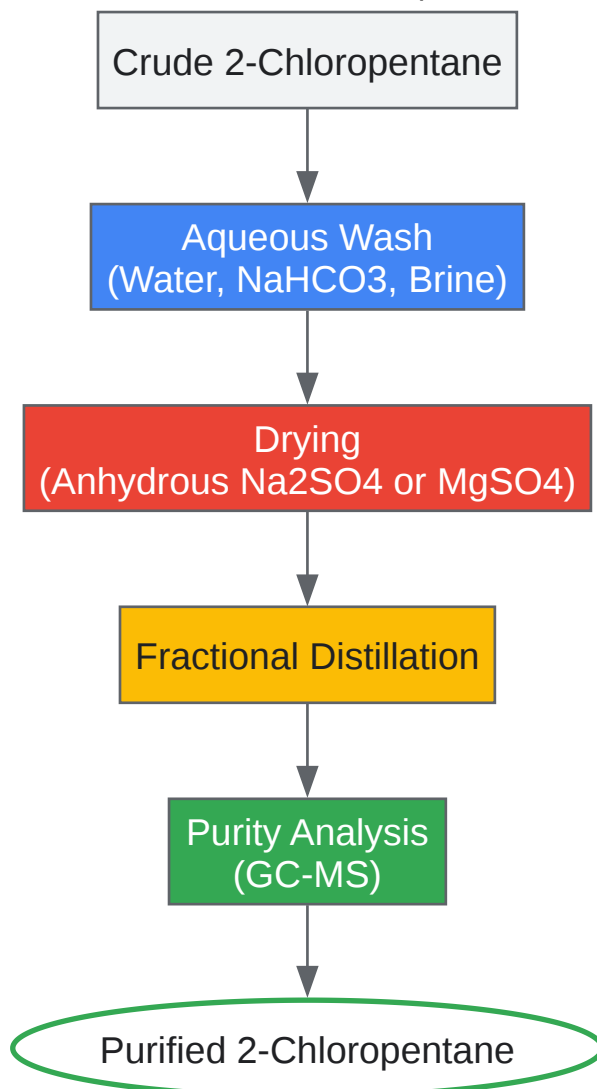 Crude 2-Chloropentane
Aqueous Wash
(Water, NaHCO3, Brine)
Drying
(Anhydrous Na2SO4 or MgSO4)
Fractional Distillation
Purity Analysis
(GC-MS)
Purified 2-Chloropentane